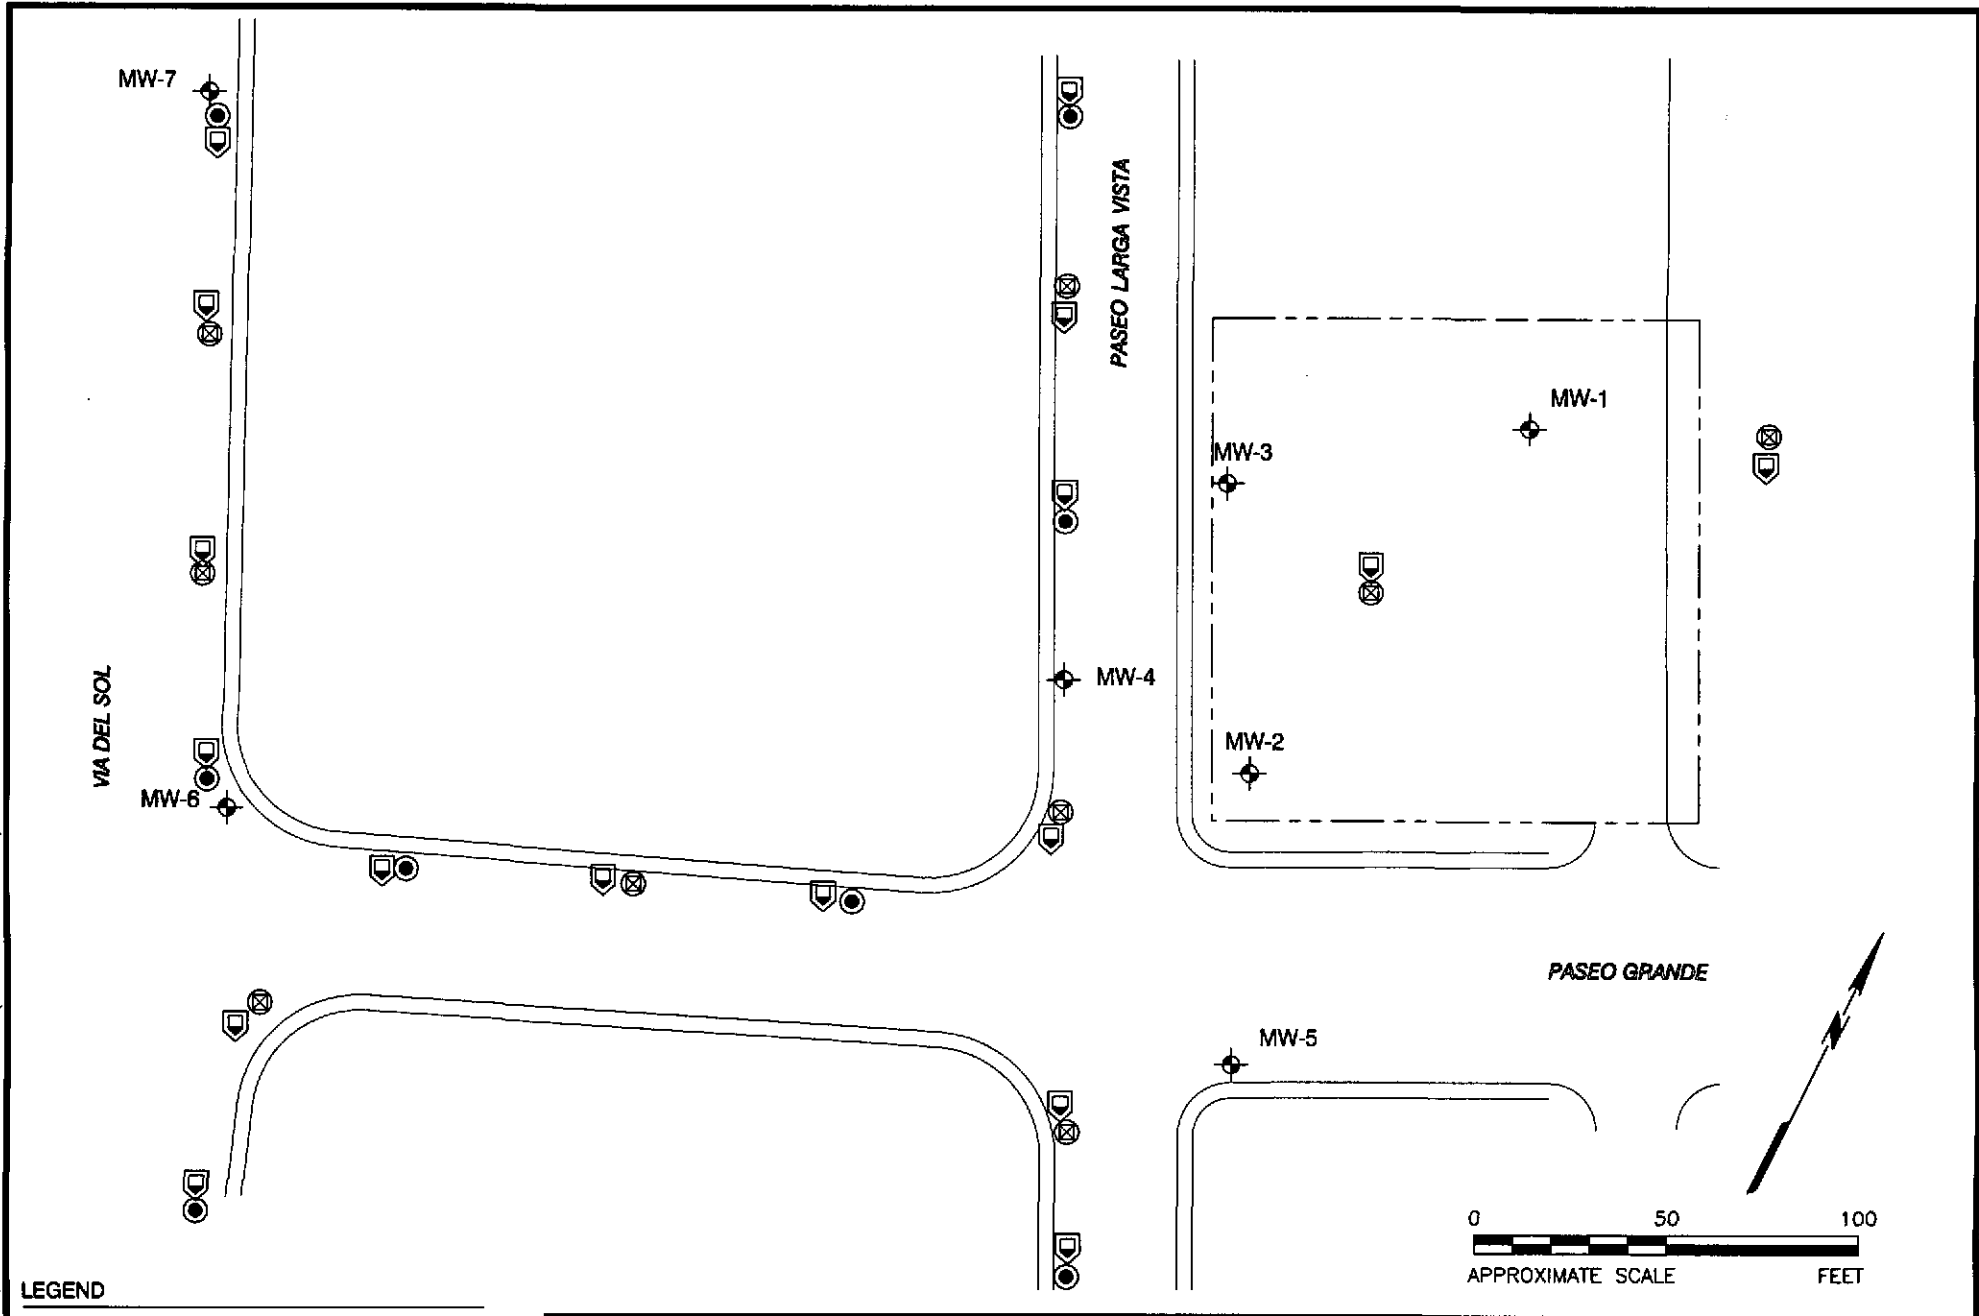 MW-7
PASEO LARGA VISTA
MW-1
MW-3
MW-4
VIA DEL SOL
MW-2
MW-6
PASEO GRANDE
N
MW-5
0 50 100
APPROXIMATE SCALE FEET
LEGEND